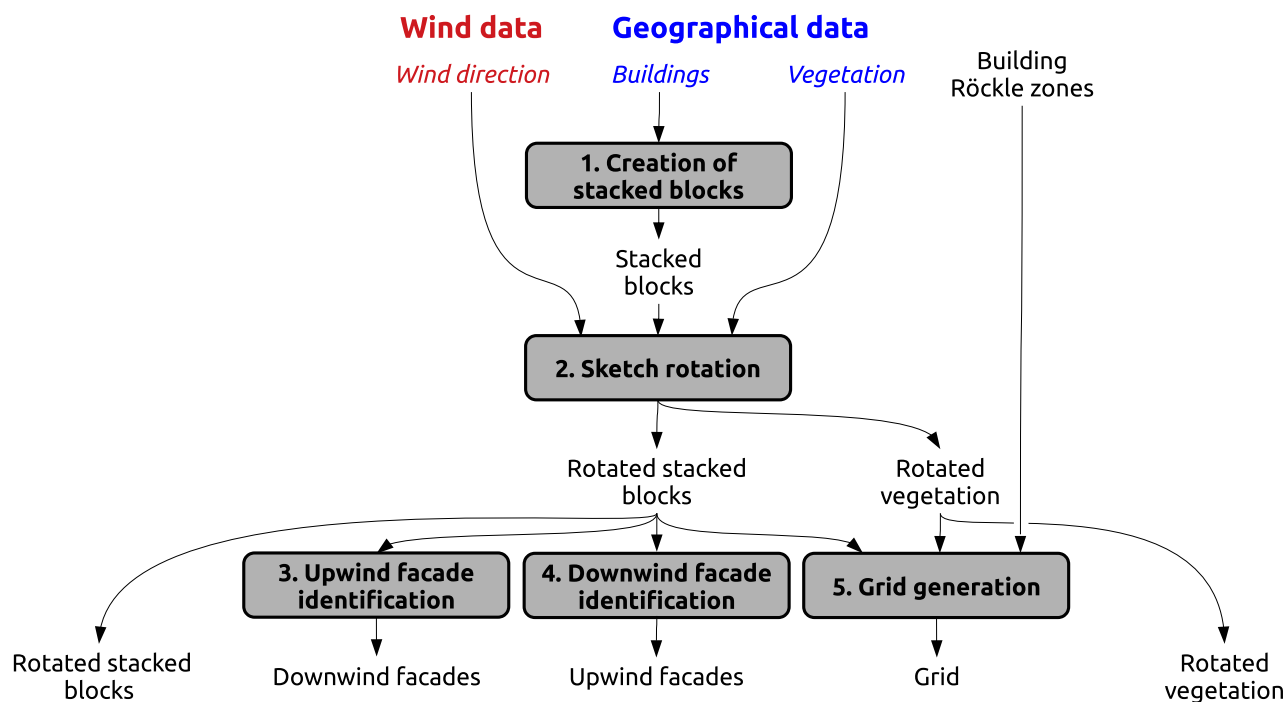 Wind data
Geographical data
Wind direction
Buildings
Vegetation
Building
Röckle zones
1. Creation of
stacked blocks
Stacked
blocks
2. Sketch rotation
Rotated stacked
blocks
Rotated
vegetation
3. Upwind facade
identification
4. Downwind facade
identification
5. Grid generation
Rotated stacked
blocks
Downwind facades
Upwind facades
Grid
Rotated
vegetation